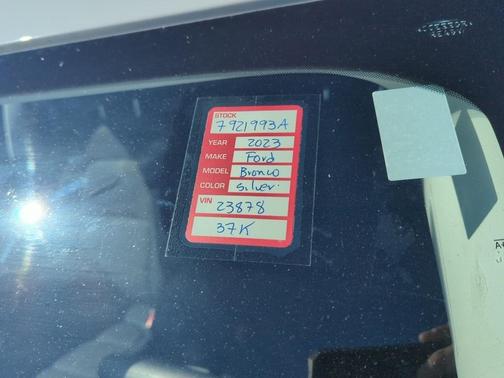 STOCK
7921993A
YEAR 2023
MAKE Ford
MODEL Bronco
COLOR Silver
VIN
23878
37K